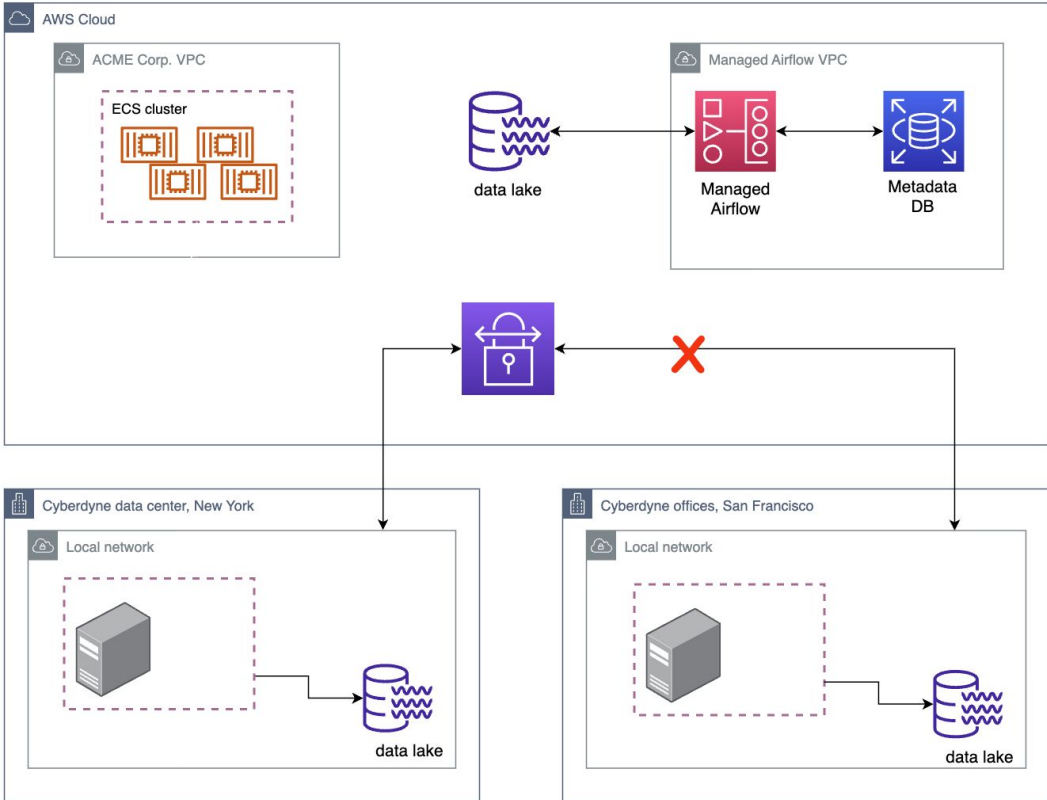 AWS Cloud
ACME Corp. VPC
ECS cluster
data lake
Managed Airflow VPC
Managed
Airflow
Metadata
DB
Cyberdyne data center, New York
Local network
data lake
Cyberdyne offices, San Francisco
Local network
data lake